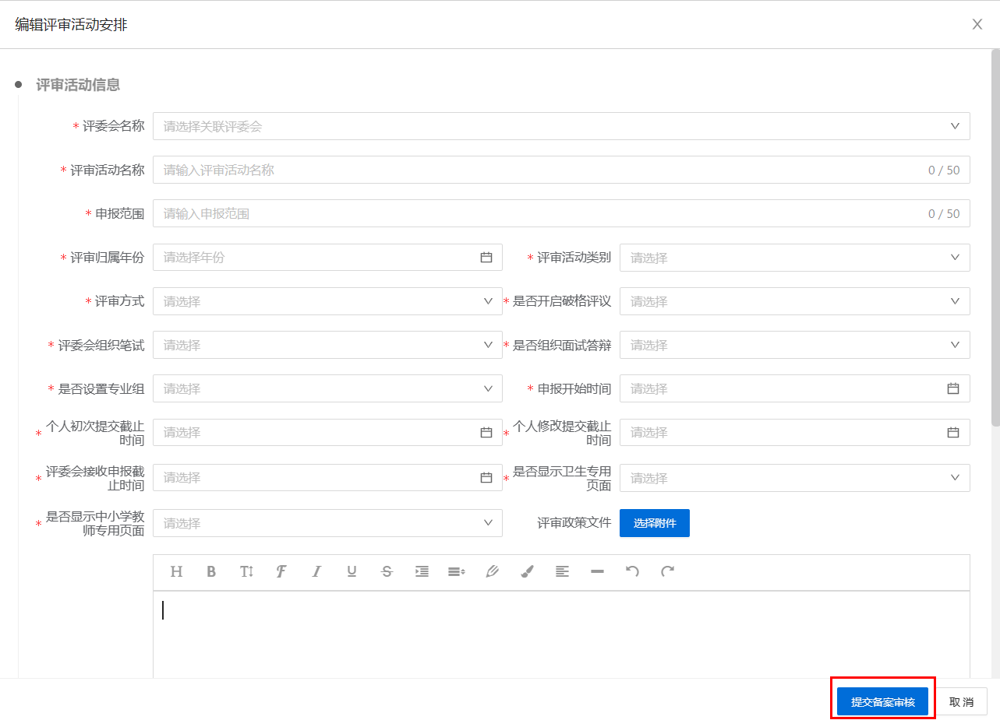 编辑评审活动安排
评审活动信息
* 评委会名称 请选择关联评委会
* 评审活动名称 请输入评审活动名称 0 / 50
* 申报范围 请输入申报范围 0 / 50
* 评审归属年份 请选择年份 * 评审活动类别 请选择
* 评审方式 请选择 * 是否开启破格评议 请选择
* 评委会组织笔试 请选择 * 是否组织面试答辩 请选择
* 是否设置专业组 请选择 * 申报开始时间 请选择
* 个人初次提交截止时间 请选择 * 个人修改提交截止时间 请选择
* 评委会接收申报截止时间 请选择 * 是否显示卫生专用页面 请选择
* 是否显示中小学教师专用页面 请选择 评审政策文件 选择附件
H B T F I U S
提交备案审核 取 消